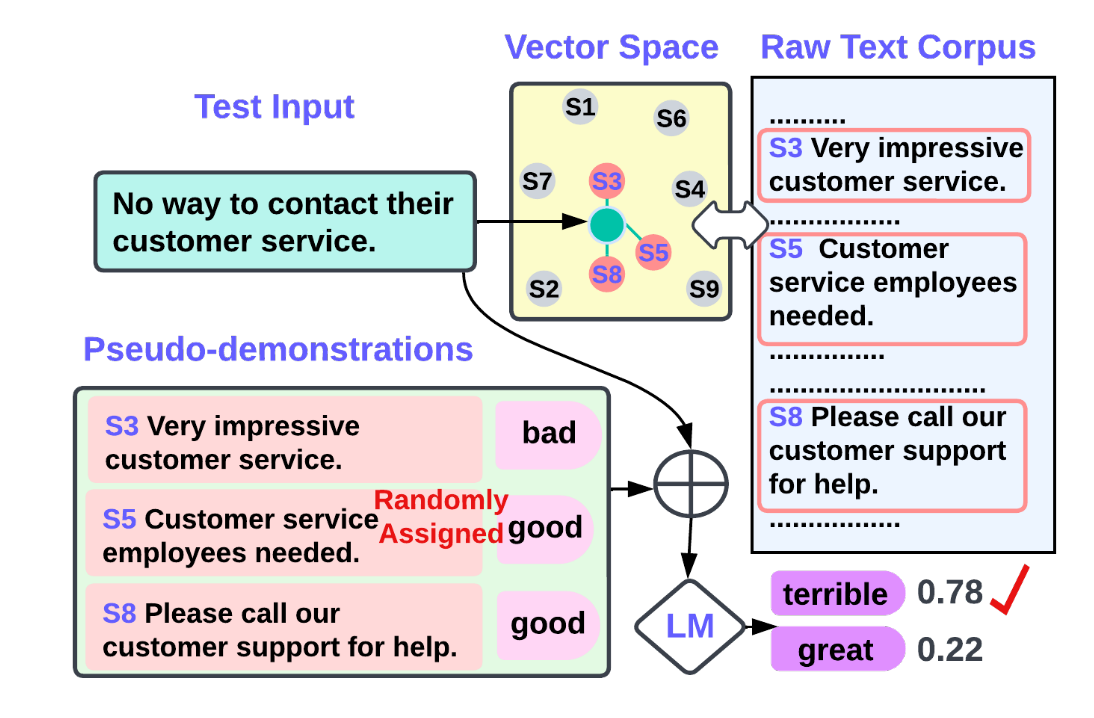 Vector Space
Raw Text Corpus
Test Input
No way to contact their
customer service.
S1
S6
S7
S3
S4
S5
S8
S2
S9
..........
S3 Very impressive
customer service.
.................
S5 Customer
service employees
needed.
...............
............................
S8 Please call our
customer support
for help.
.................
Pseudo-demonstrations
S3 Very impressive
customer service.
bad
S5 Customer service
employees needed.
Randomly
Assigned
good
S8 Please call our
customer support for help.
good
LM
terrible 0.78
great 0.22